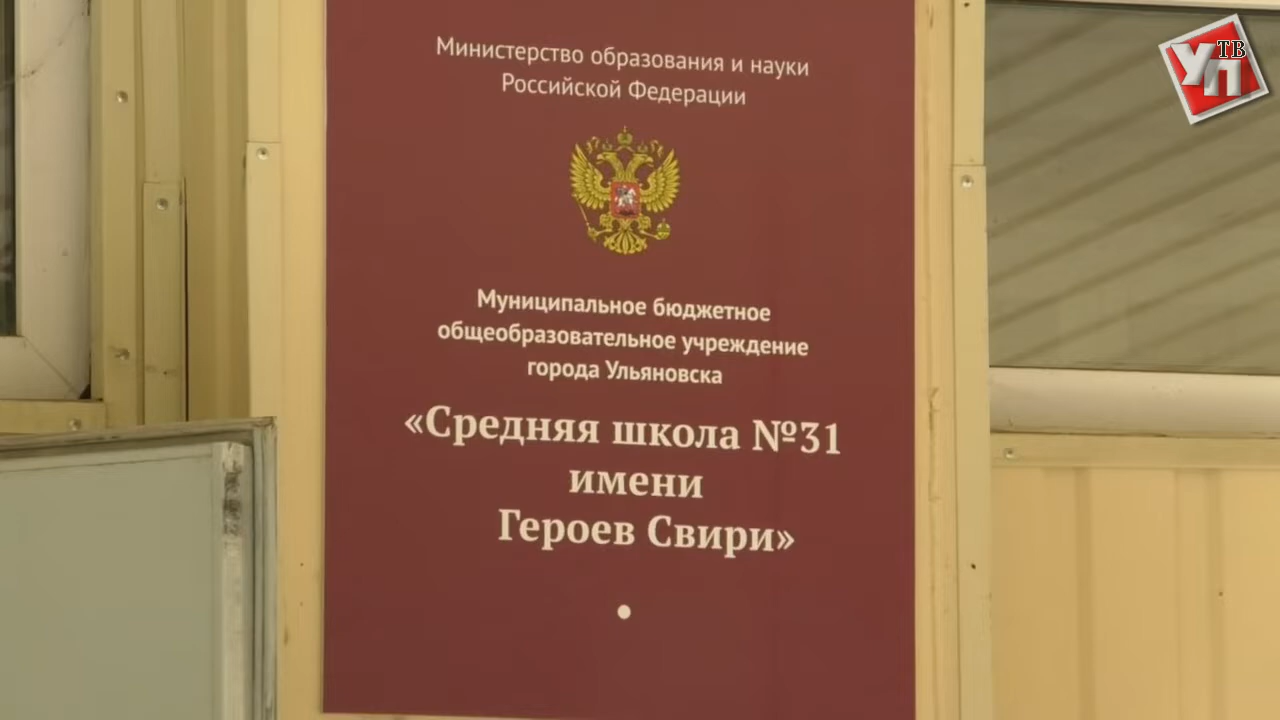 Министерство образования и науки
Российской Федерации
Муниципальное бюджетное
общеобразовательное учреждение
города Ульяновска
«Средняя школа №31
имени
Героев Свири»
УП
ТВ